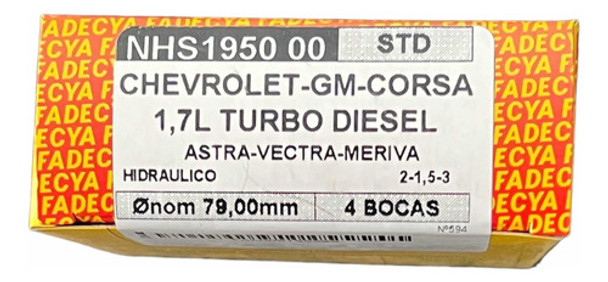 NHS1950 00 STD
CHEVROLET-GM-CORSA
1,7L TURBO DIESEL
ASTRA-VECTRA-MERIVA
HIDRAULICO 2-1,5-3
Ønom 79,00mm 4 BOCAS
Nº594
FADECYA